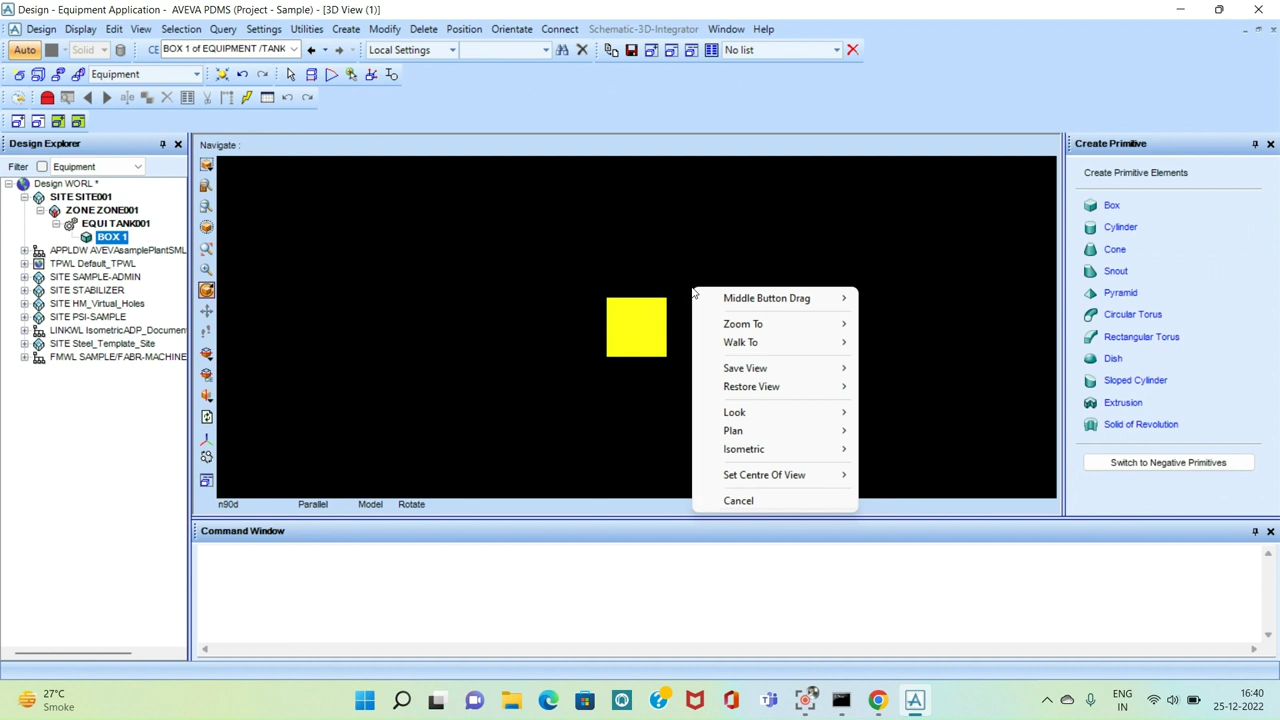 Design - Equipment Application - AVEVA PDMS (Project - Sample) - [3D View (1)]
Design Display Edit View Selection Query Settings Utilities Create Modify Delete Position Orientate Connect Schematic-3D-Integrator Window Help
Auto Solid CE BOX 1 of EQUIPMENT /TANK Local Settings No list
Equipment
Design Explorer
Navigate :
Create Primitive
Filter Equipment
Create Primitive Elements
Design WORL *
SITE SITE001
ZONE ZONE001
EQUI TANK001
BOX 1
APPLDW AVEVAsamplePlantSML
TPWL Default_TPWL
SITE SAMPLE-ADMIN
SITE STABILIZER
SITE HM_Virtual_Holes
SITE PSI-SAMPLE
LINKWL IsometricADP_Documen
SITE Steel_Template_Site
FMWL SAMPLE/FABR-MACHINE
Middle Button Drag
Zoom To
Walk To
Save View
Restore View
Look
Plan
Isometric
Set Centre Of View
Cancel
Box
Cylinder
Cone
Snout
Pyramid
Circular Torus
Rectangular Torus
Dish
Sloped Cylinder
Extrusion
Solid of Revolution
Switch to Negative Primitives
n90d Parallel Model Rotate
Command Window
27°C
Smoke
ENG
IN
16:40
25-12-2022